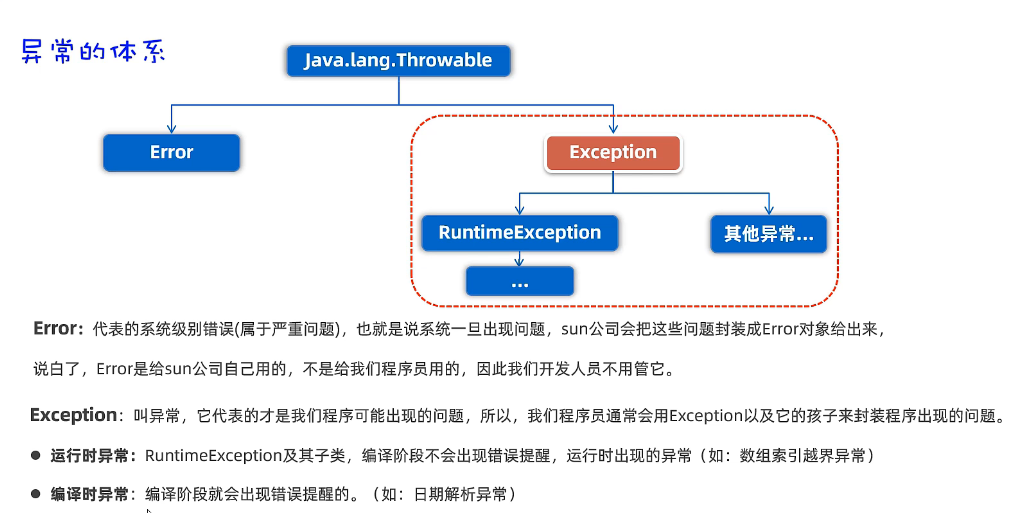 异常的体系
Java.lang.Throwable
Error
Exception
RuntimeException
其他异常...
...
Error：代表的系统级别错误(属于严重问题)，也就是说系统一旦出现问题，sun公司会把这些问题封装成Error对象给出来，
说白了，Error是给sun公司自己用的，不是给我们程序员用的，因此我们开发人员不用管它。
Exception：叫异常，它代表的才是我们程序可能出现的问题，所以，我们程序员通常会用Exception以及它的孩子来封装程序出现的问题。
● 运行时异常：RuntimeException及其子类，编译阶段不会出现错误提醒，运行时出现的异常（如：数组索引越界异常）
● 编译时异常：编译阶段就会出现错误提醒的。（如：日期解析异常）